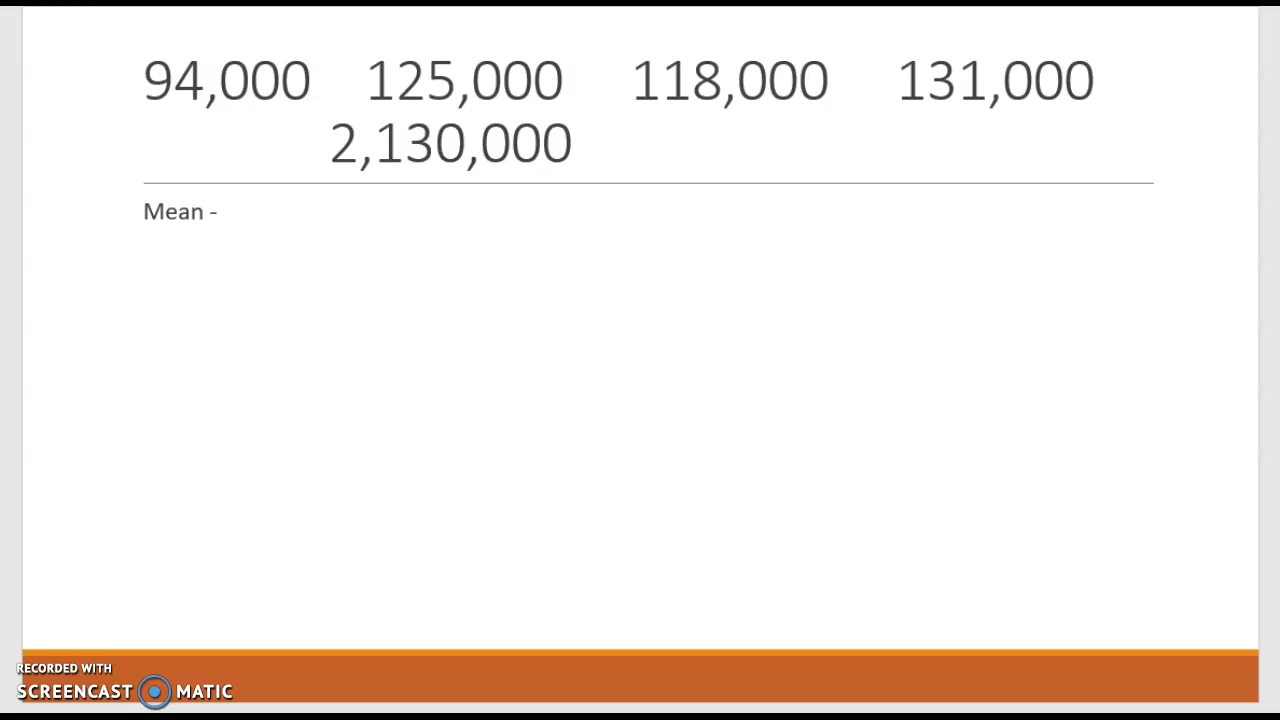 94,000 125,000 118,000 131,000
2,130,000
Mean -
RECORDED WITH
SCREENCAST MATIC